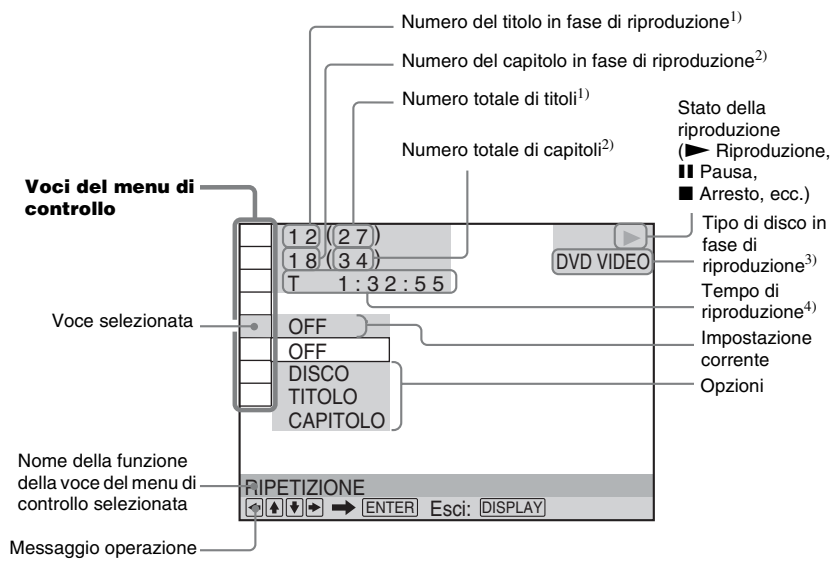 Numero del titolo in fase di riproduzione1)
Numero del capitolo in fase di riproduzione2)
Numero totale di titoli1)
Numero totale di capitoli2)
Stato della
riproduzione
(► Riproduzione,
▮▮ Pausa,
■ Arresto, ecc.)
Voci del menu di
controllo
12(27)
18(34)
T 1:32:55
►
DVD VIDEO
Tipo di disco in
fase di
riproduzione3)
Tempo di
riproduzione4)
Voce selezionata
OFF
OFF
DISCO
TITOLO
CAPITOLO
Impostazione
corrente
Opzioni
Nome della funzione
della voce del menu di
controllo selezionata
RIPETIZIONE
←↑↓→ ➡ ENTER Esci: DISPLAY
Messaggio operazione